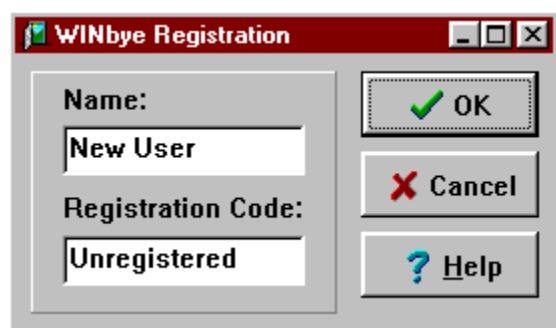 WINbye Registration
Name:
New User
Registration Code:
Unregistered
OK
Cancel
Help